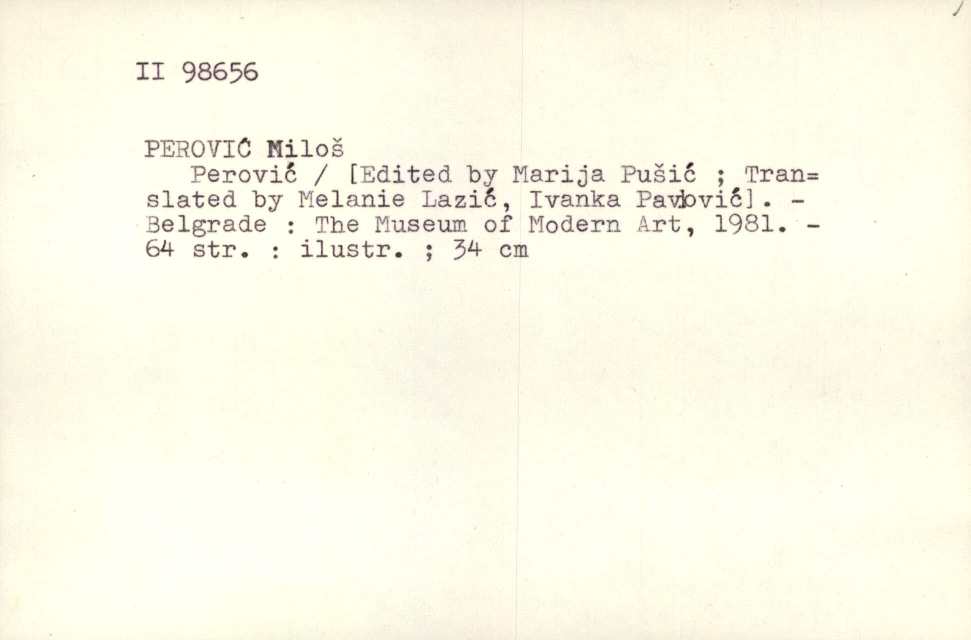 II 98656
PEROVIĆ Miloš
Perović / [Edited by Marija Pušić ; Tran=
slated by Melanie Lazić, Ivanka Pavlović]. -
Belgrade : The Museum of Modern Art, 1981. -
64 str. : ilustr. ; 34 cm